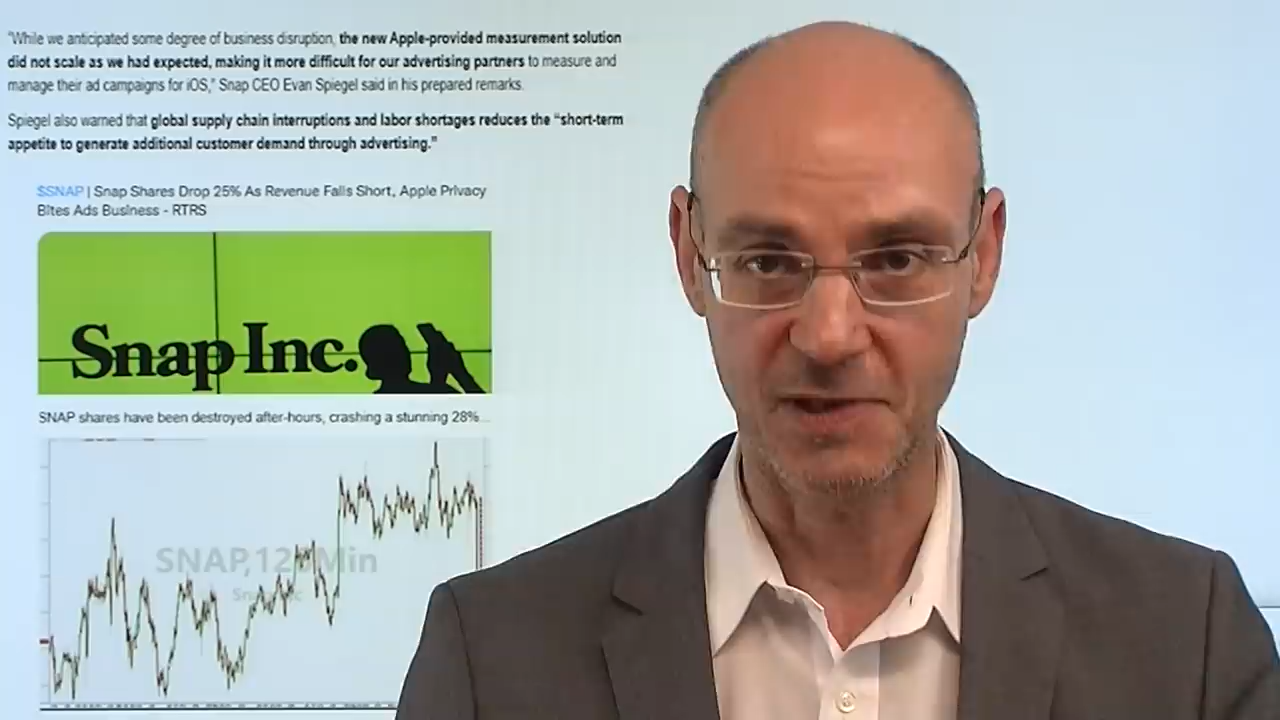 "While we anticipated some degree of business disruption, the new Apple-provided measurement solution
did not scale as we had expected, making it more difficult for our advertising partners to measure and
manage their ad campaigns for iOS," Snap CEO Evan Spiegel said in his prepared remarks.
Spiegel also warned that global supply chain interruptions and labor shortages reduces the "short-term
appetite to generate additional customer demand through advertising."
$SNAP | Snap Shares Drop 25% As Revenue Falls Short, Apple Privacy
Bites Ads Business - RTRS
Snap Inc.
SNAP shares have been destroyed after-hours, crashing a stunning 28%...